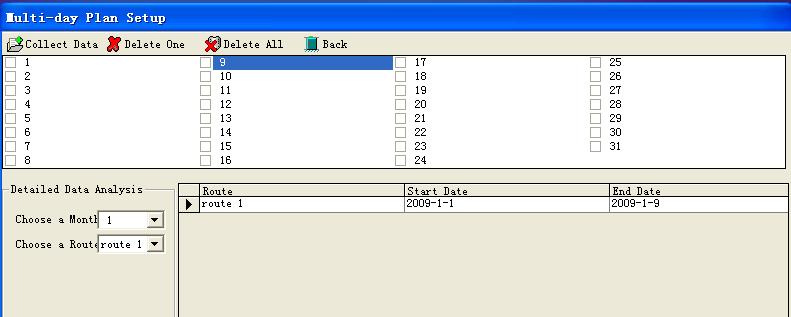 Multi-day Plan Setup
Collect Data Delete One Delete All Back
1 9 17 25
2 10 18 26
3 11 19 27
4 12 20 28
5 13 21 29
6 14 22 30
7 15 23 31
8 16 24
Detailed Data Analysis
Choose a Month 1
Choose a Route route 1
Route Start Date End Date
route 1 2009-1-1 2009-1-9